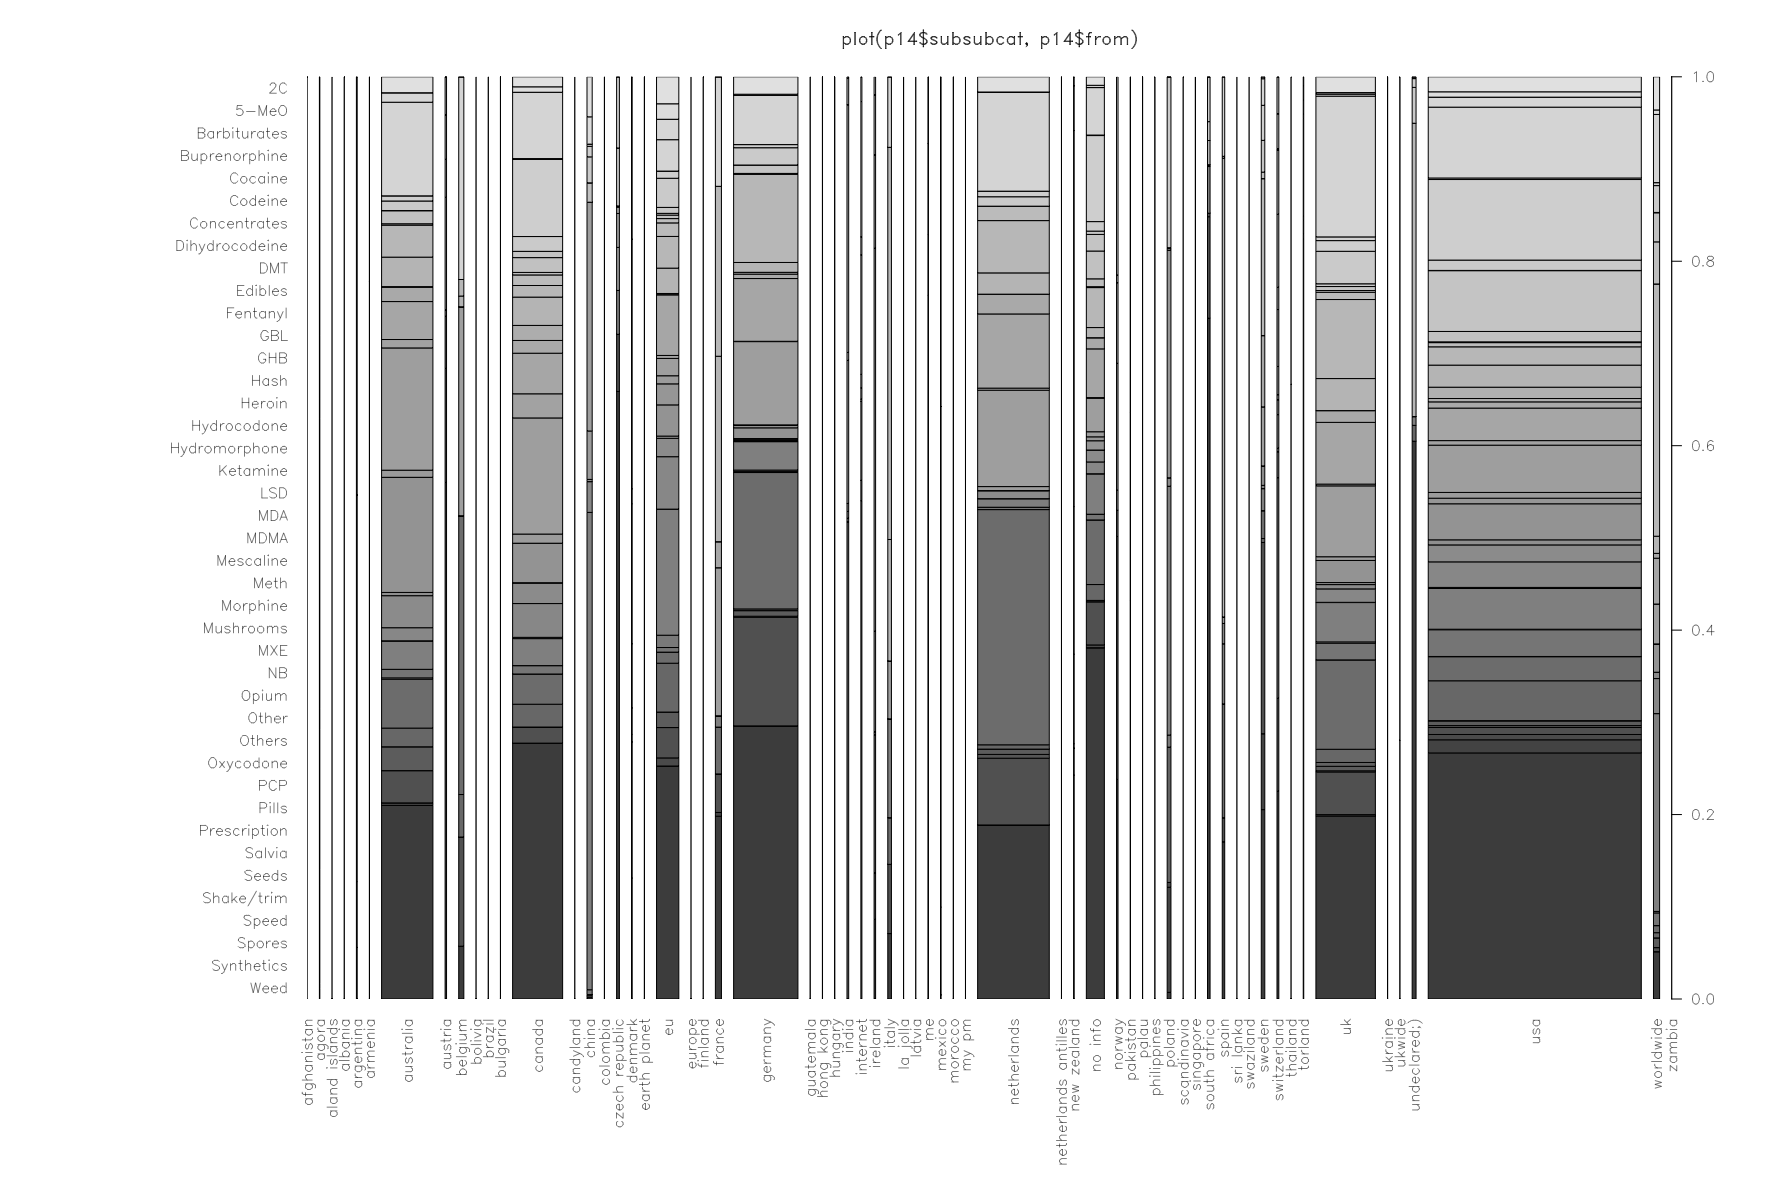 plot(p14$subsubcat, p14$from)
2C
5-MeO
Barbiturates
Buprenorphine
Cocaine
Codeine
Concentrates
Dihydrocodeine
DMT
Edibles
Fentanyl
GBL
GHB
Hash
Heroin
Hydrocodone
Hydromorphone
Ketamine
LSD
MDA
MDMA
Mescaline
Meth
Morphine
Mushrooms
MXE
NB
Opium
Other
Others
Oxycodone
PCP
Pills
Prescription
Salvia
Seeds
Shake/trim
Speed
Spores
Synthetics
Weed
1.0
0.8
0.6
0.4
0.2
0.0
afghanistan
agora
aland islands
albania
argentina
armenia
australia
austria
belgium
bolivia
brazil
bulgaria
canada
candyland
china
colombia
czech republic
denmark
earth planet
eu
europe
finland
france
germany
guatemala
hong kong
hungary
india
internet
ireland
italy
la jolla
latvia
me
mexico
morocco
my pm
netherlands
netherlands antilles
new zealand
no info
norway
pakistan
palau
philippines
poland
scandinavia
singapore
south africa
spain
sri lanka
swaziland
sweden
switzerland
thailand
torland
uk
ukraine
ukwide
undeclared;)
usa
worldwide
zambia